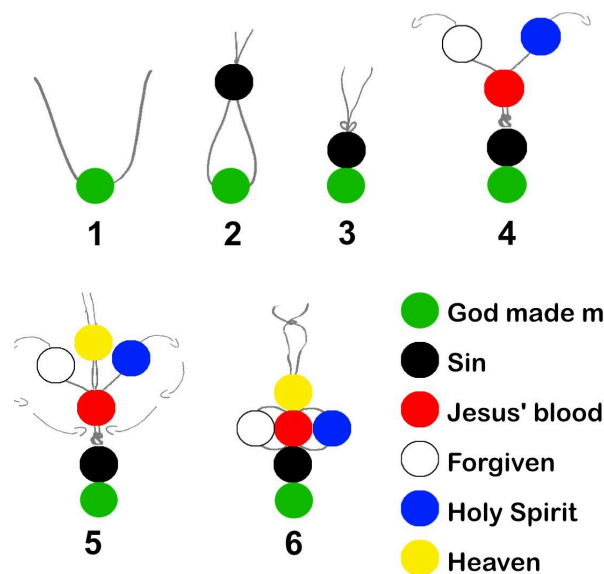 1
2
3
4
5
6
God made m
Sin
Jesus' blood
Forgiven
Holy Spirit
Heaven